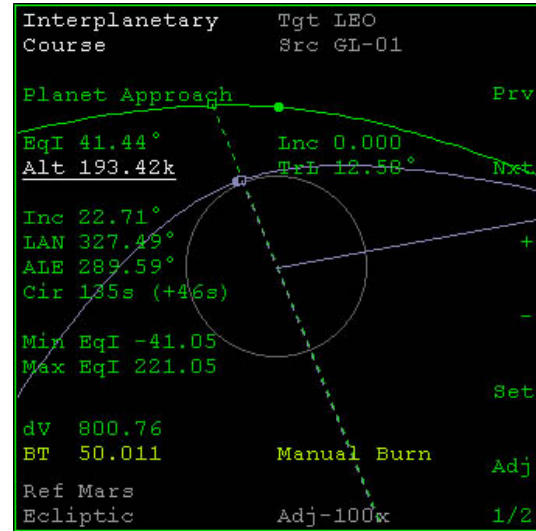 Interplanetary Tgt LEO
Course Src GL-01
Planet Approach Prv
EqI 41.44° Lnc 0.000
Alt 193.42k TrL 12.58° Nxt
Inc 22.71°
LAN 327.49° +
ALE 289.59°
Cir 135s (+46s)
-
Min EqI -41.05
Max EqI 221.05
Set
dV 800.76
BT 50.011 Manual Burn
Adj
Ref Mars
Ecliptic Adj-100x 1/2